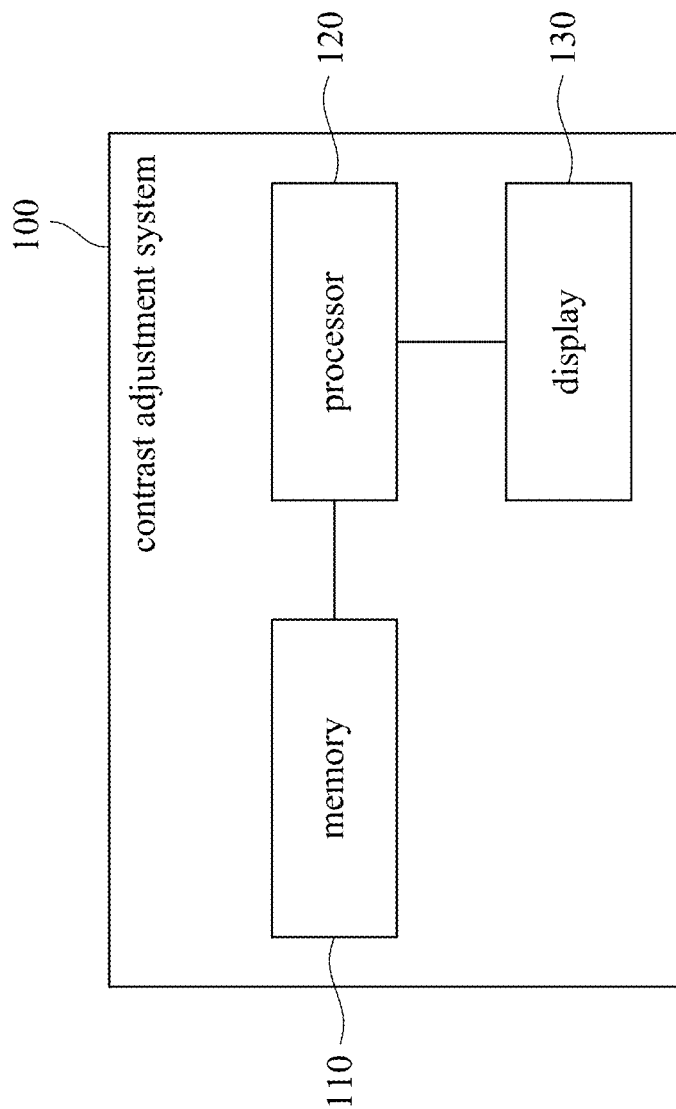 100
contrast adjustment system
110
memory
processor
120
display
130